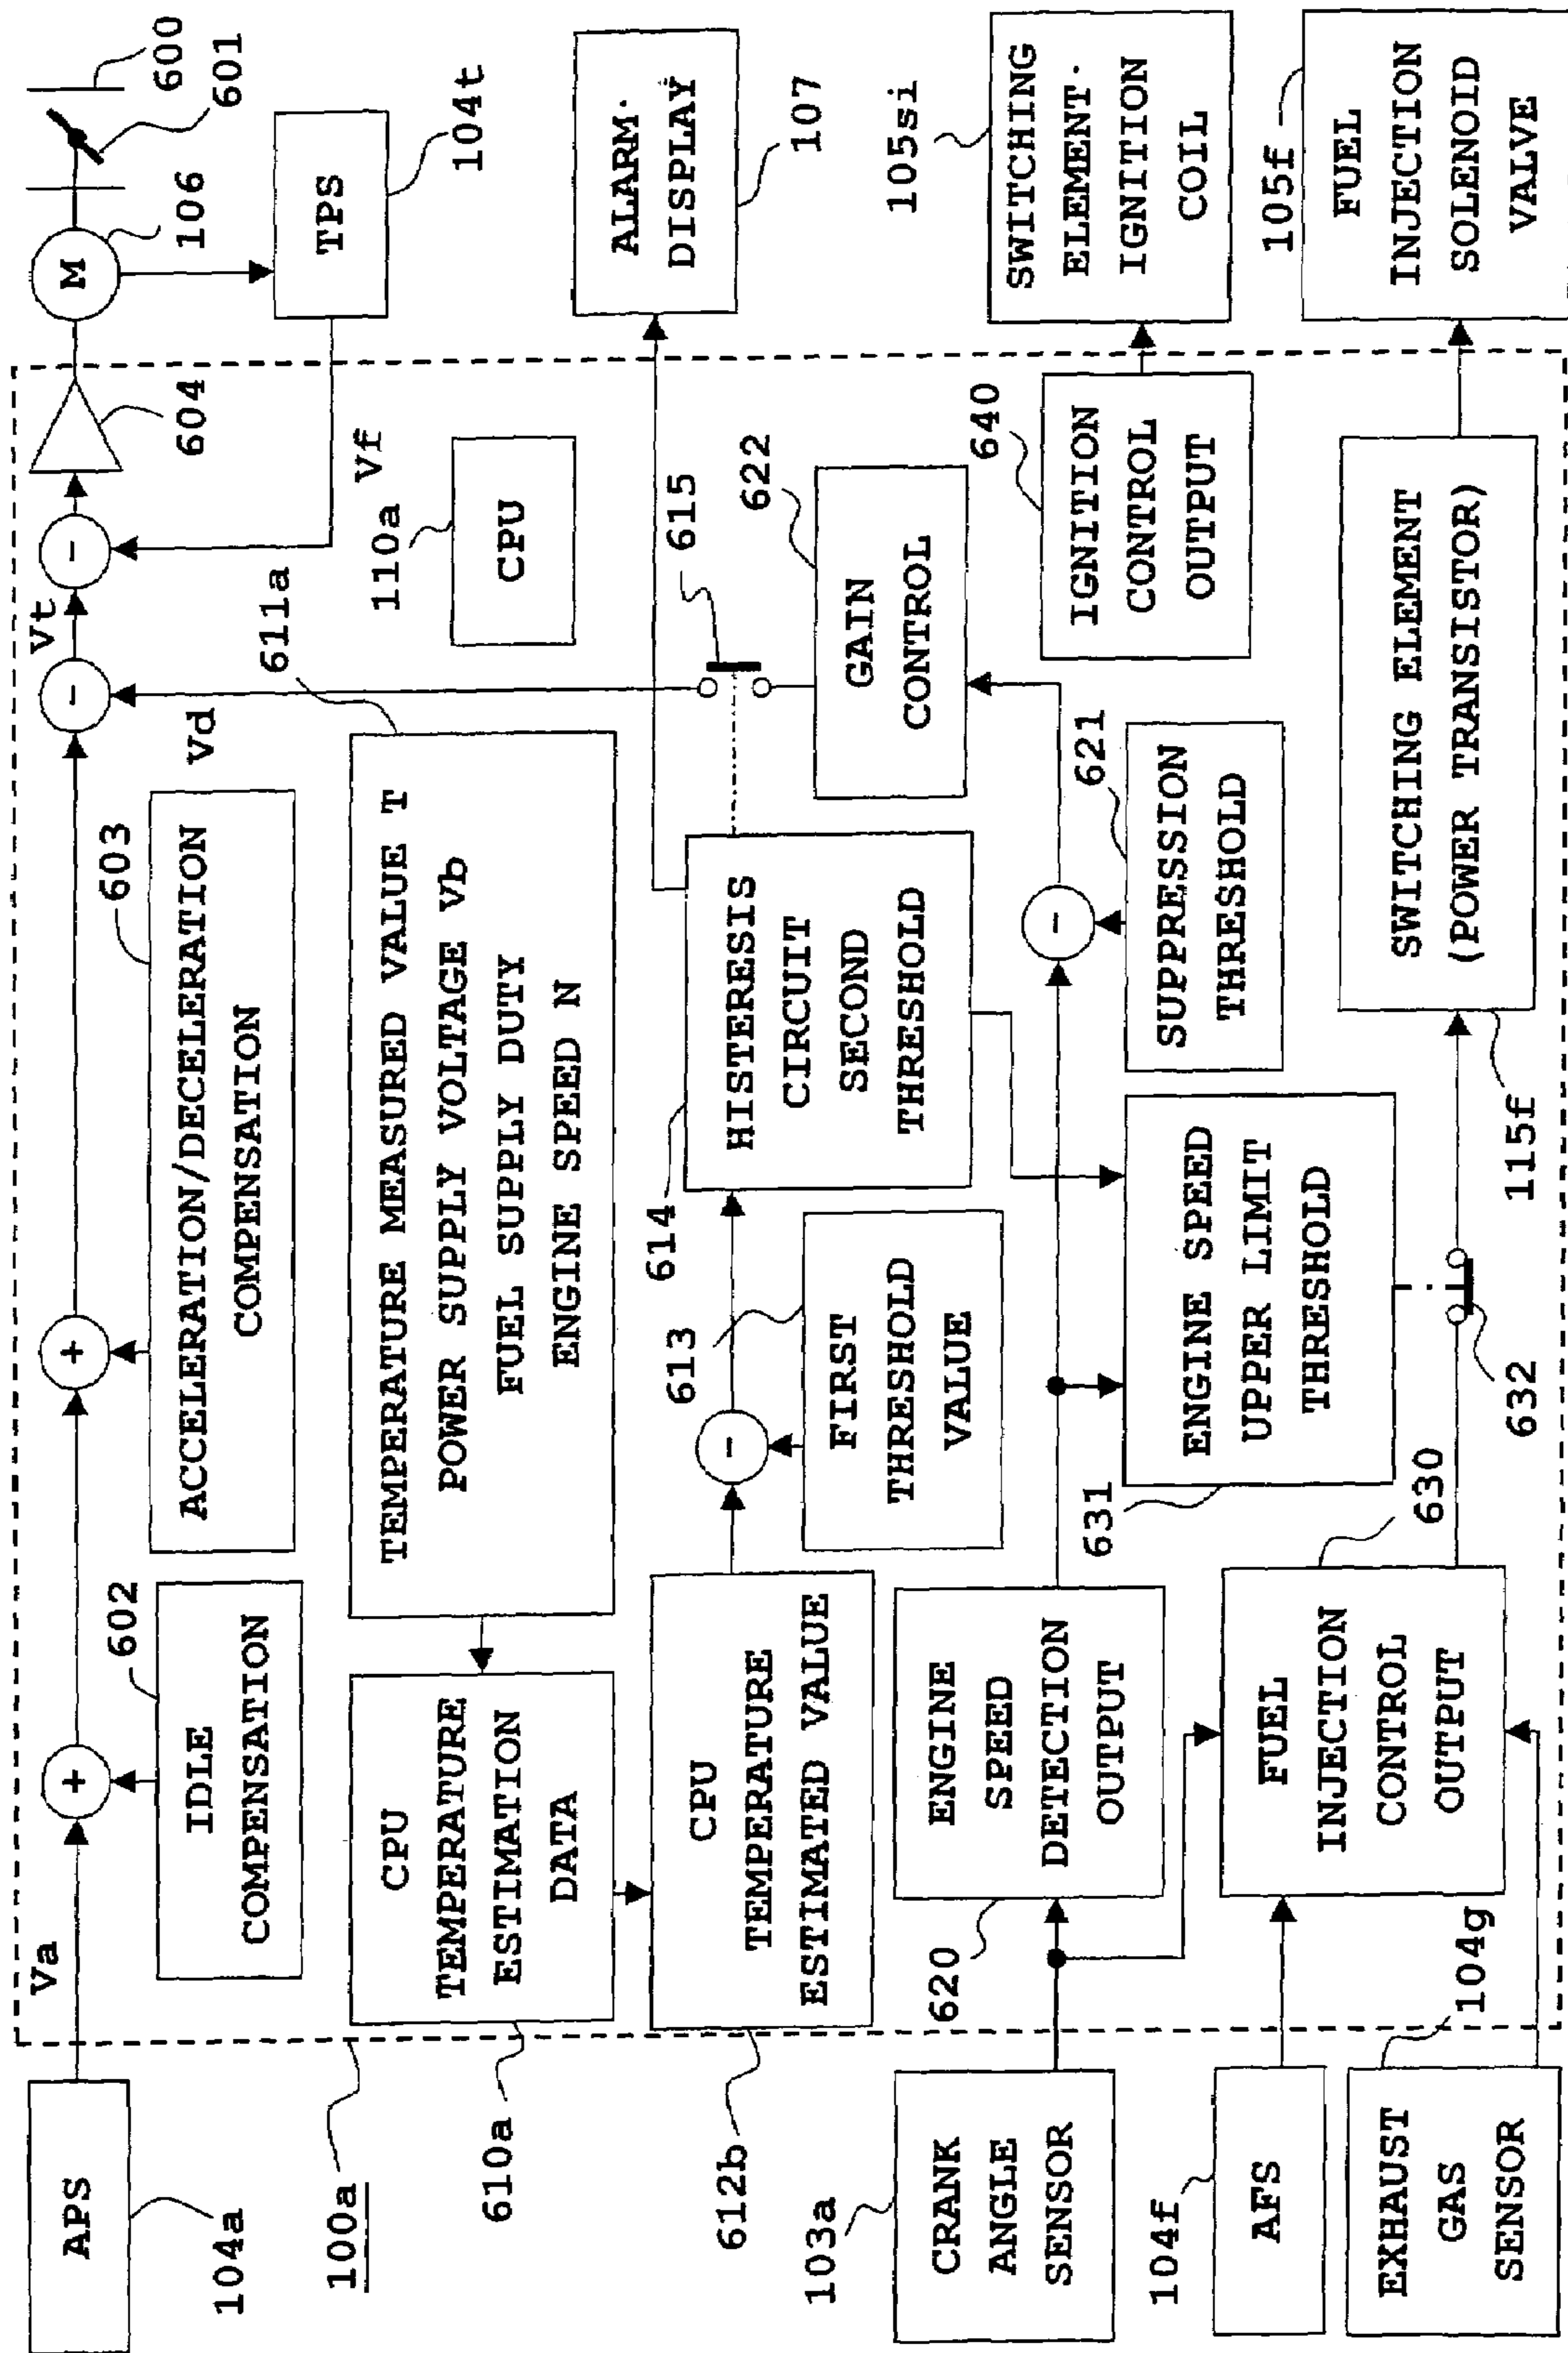 APS
104a
Va
IDLE
COMPENSATION
602
+
+
ACCELERATION/DECELERATION
COMPENSATION
603
-
Vt
-
Vd
604
M
106
600
601
TPS
104t
Vf
100a
CPU
TEMPERATURE
ESTIMATION
DATA
610a
TEMPERATURE MEASURED VALUE T
POWER SUPPLY VOLTAGE Vb
FUEL SUPPLY DUTY
ENGINE SPEED N
611a
CPU
110a
CPU
TEMPERATURE
ESTIMATED VALUE
612b
-
FIRST
THRESHOLD
VALUE
613
HISTERESIS
CIRCUIT
SECOND
THRESHOLD
614
615
ALARM·
DISPLAY
107
GAIN
CONTROL
622
CRANK
ANGLE
SENSOR
103a
ENGINE
SPEED
DETECTION
OUTPUT
620
-
SUPPRESSION
THRESHOLD
621
ENGINE SPEED
UPPER LIMIT
THRESHOLD
631
IGNITION
CONTROL
OUTPUT
640
SWITCHING
ELEMENT·
IGNITION
COIL
105si
AFS
104f
EXHAUST
GAS
SENSOR
104g
FUEL
INJECTION
CONTROL
OUTPUT
630
632
SWITCHING ELEMENT
(POWER TRANSISTOR)
115f
FUEL
INJECTION
SOLENOID
VALVE
105f